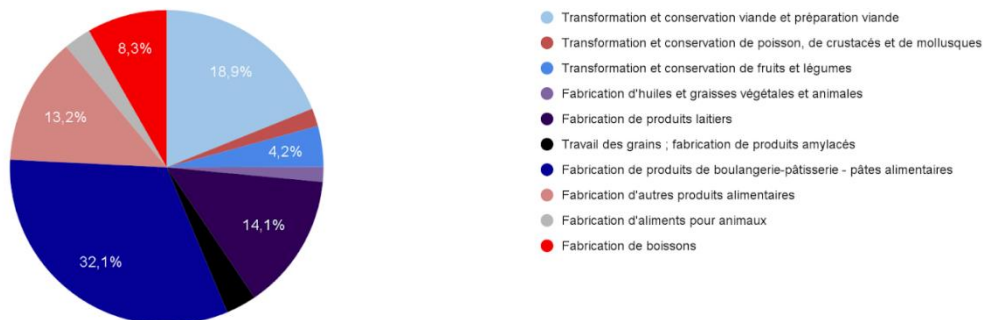 8,3%
18,9%
13,2%
4,2%
14,1%
32,1%
Transformation et conservation viande et préparation viande
Transformation et conservation de poisson, de crustacés et de mollusques
Transformation et conservation de fruits et légumes
Fabrication d'huiles et graisses végétales et animales
Fabrication de produits laitiers
Travail des grains ; fabrication de produits amylacés
Fabrication de produits de boulangerie-pâtisserie - pâtes alimentaires
Fabrication d'autres produits alimentaires
Fabrication d'aliments pour animaux
Fabrication de boissons